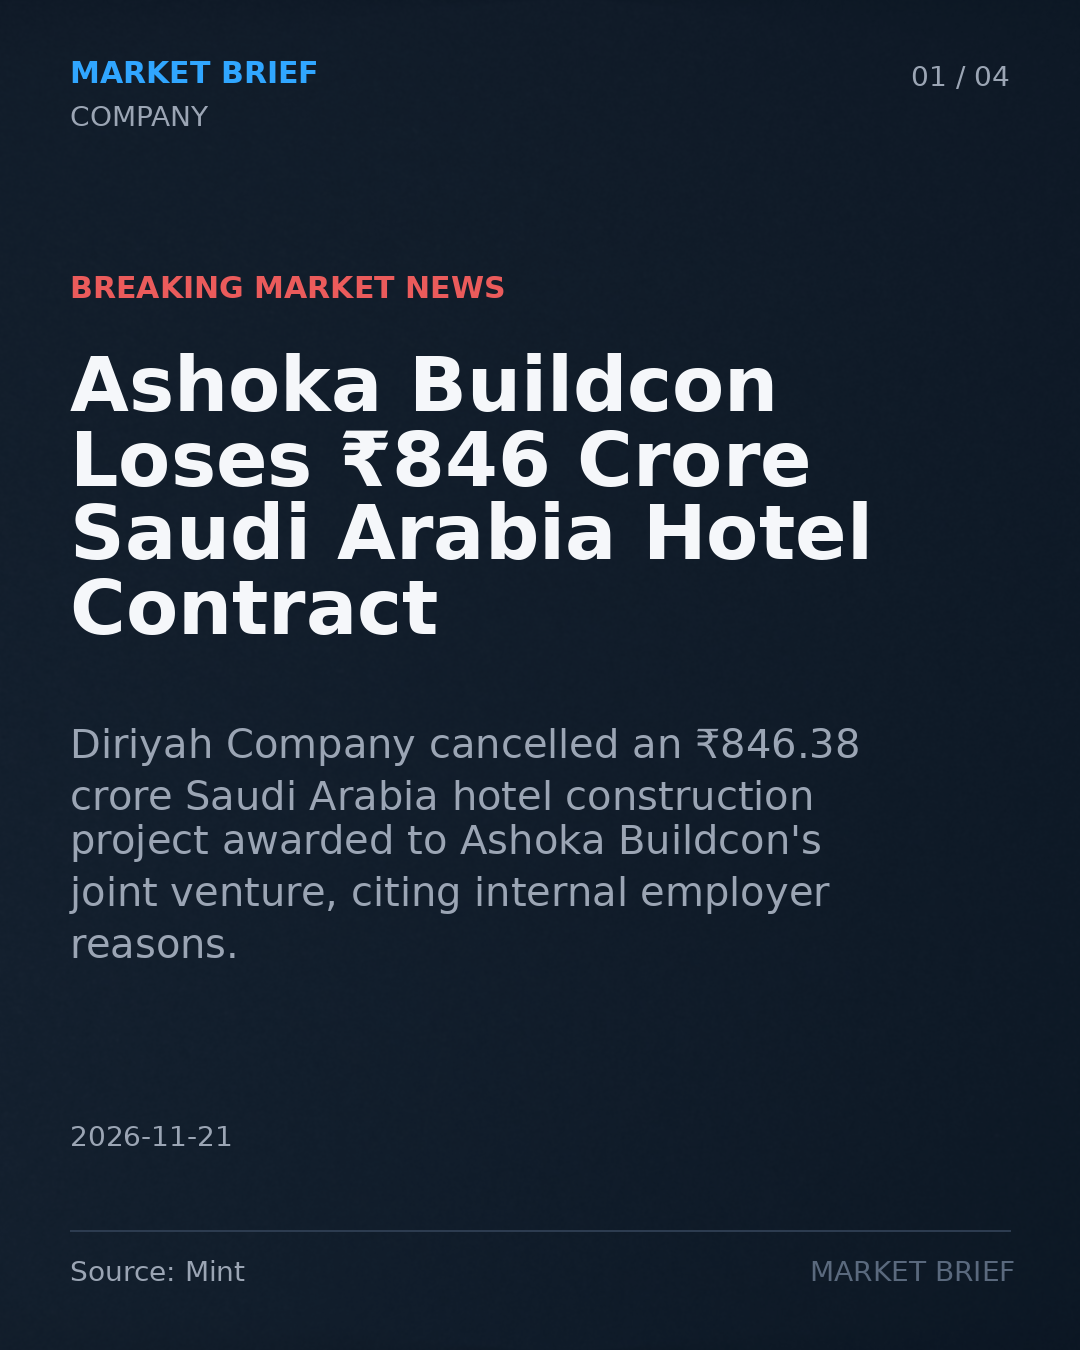 MARKET BRIEF
01 / 04
COMPANY
BREAKING MARKET NEWS
Ashoka Buildcon
Loses ₹846 Crore
Saudi Arabia Hotel
Contract
Diriyah Company cancelled an ₹846.38
crore Saudi Arabia hotel construction
project awarded to Ashoka Buildcon's
joint venture, citing internal employer
reasons.
2026-11-21
Source: Mint
MARKET BRIEF